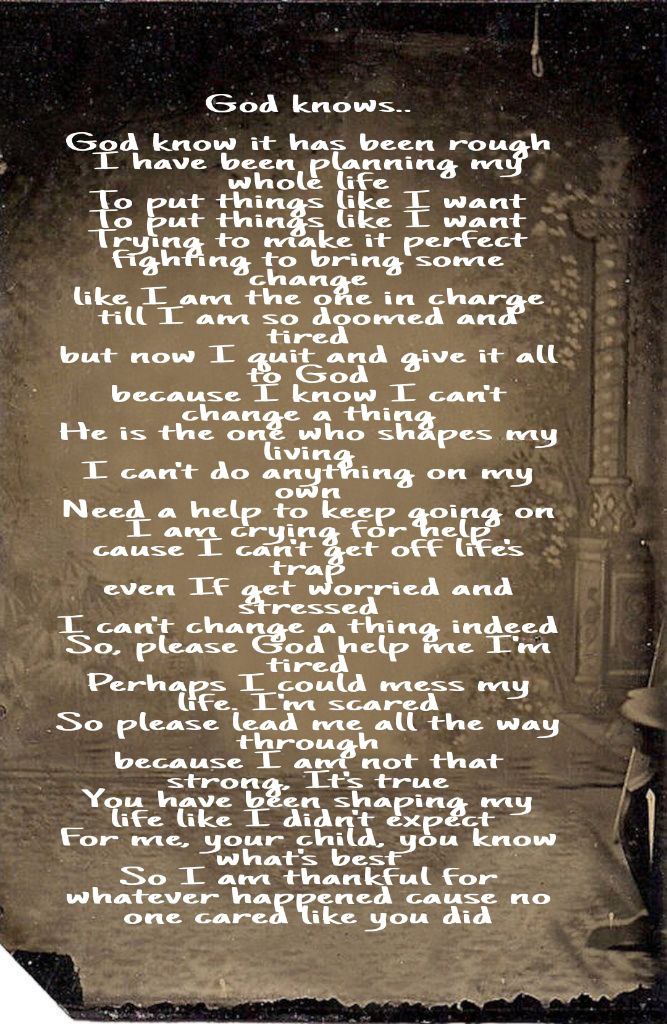 God knows..
God know it has been rough
I have been planning my
whole life
To put things like I want
To put things like I want
Trying to make it perfect
fighting to bring some
change
like I am the one in charge
till I am so doomed and
tired
but now I quit and give it all
to God
because I know I can't
change a thing
He is the one who shapes my
living
I can't do anything on my
own
Need a help to keep going on
I am crying for help
cause I can't get off life's
trap
even If get worried and
stressed
I can't change a thing indeed
So, please God help me I'm
tired
Perhaps I could mess my
life. I'm scared
So please lead me all the way
through
because I am not that
strong, It's true
You have been shaping my
life like I didn't expect
For me, your child, you know
what's best
So I am thankful for
whatever happened cause no
one cared like you did